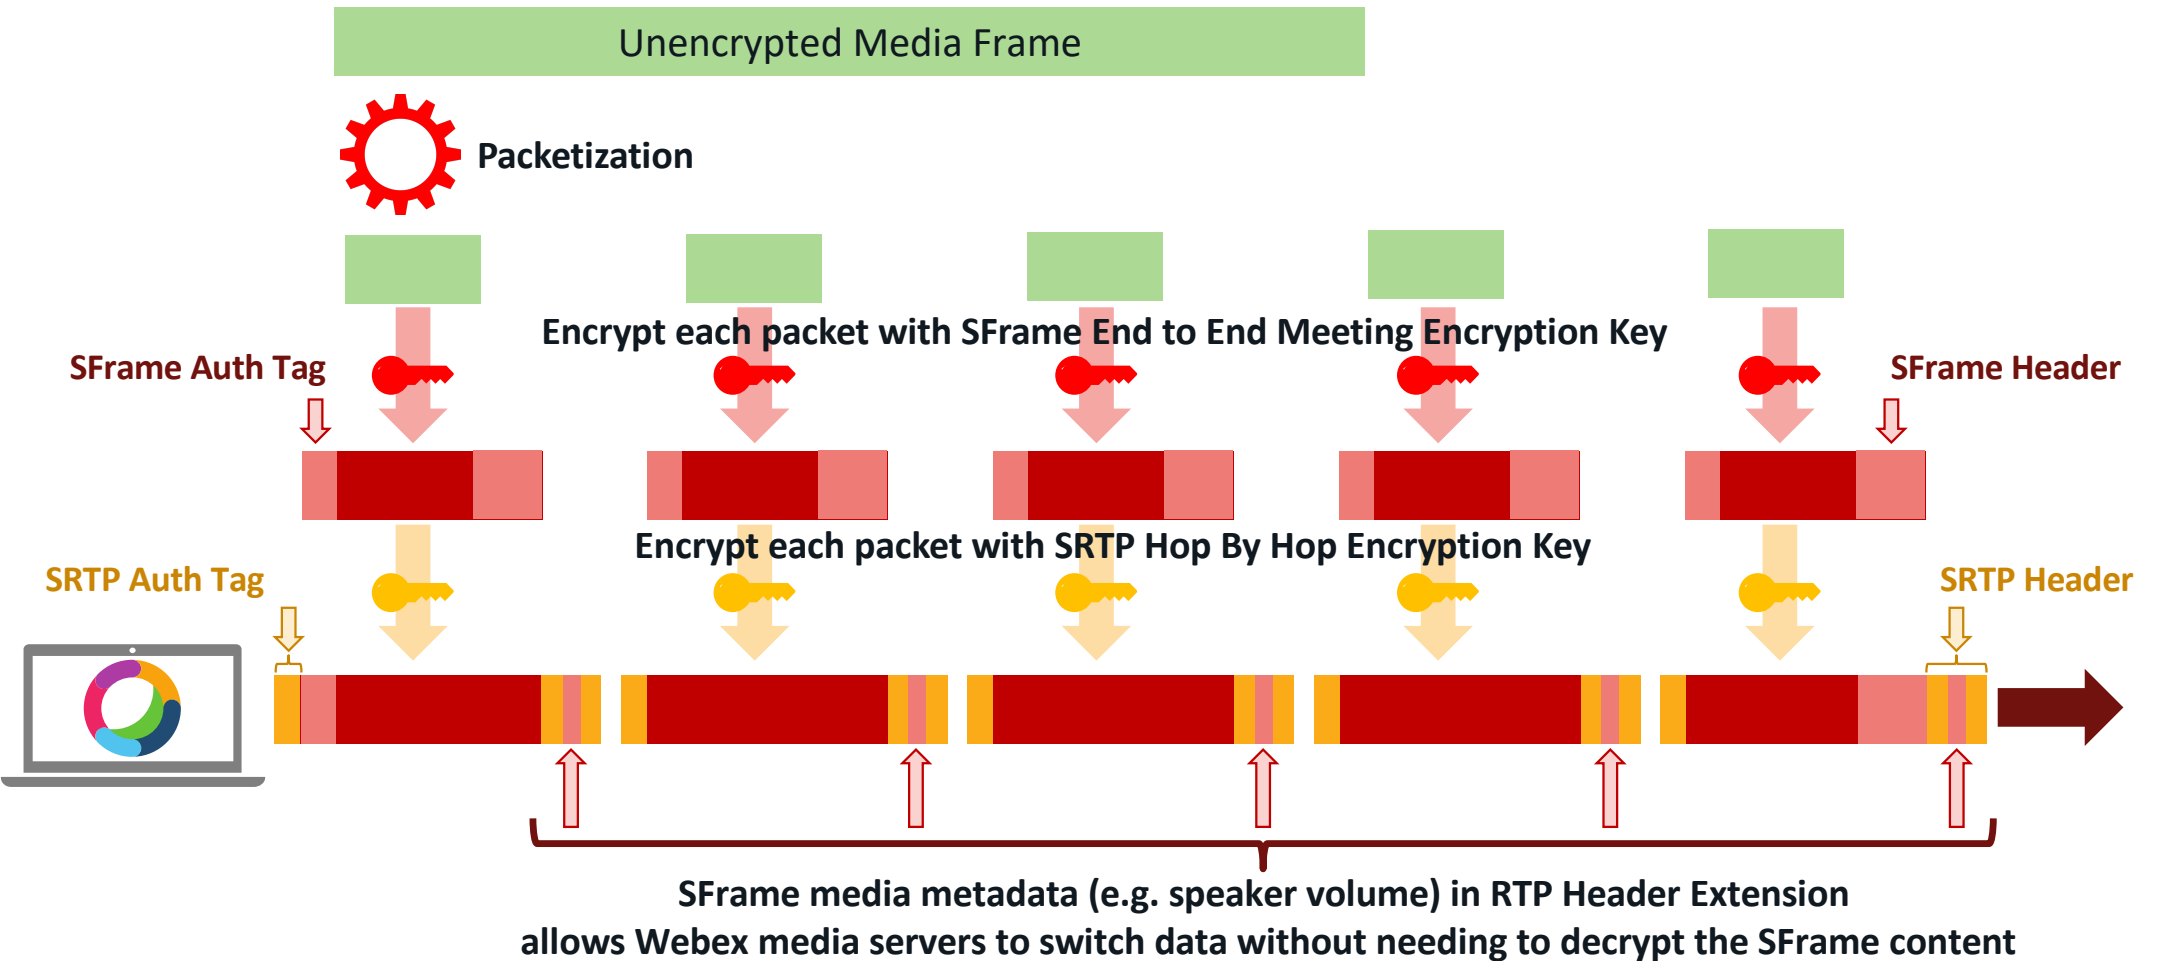 Unencrypted Media Frame
Packetization
Encrypt each packet with SFrame End to End Meeting Encryption Key
SFrame Auth Tag
SFrame Header
Encrypt each packet with SRTP Hop By Hop Encryption Key
SRTP Auth Tag
SRTP Header
SFrame media metadata (e.g. speaker volume) in RTP Header Extension
allows Webex media servers to switch data without needing to decrypt the SFrame content